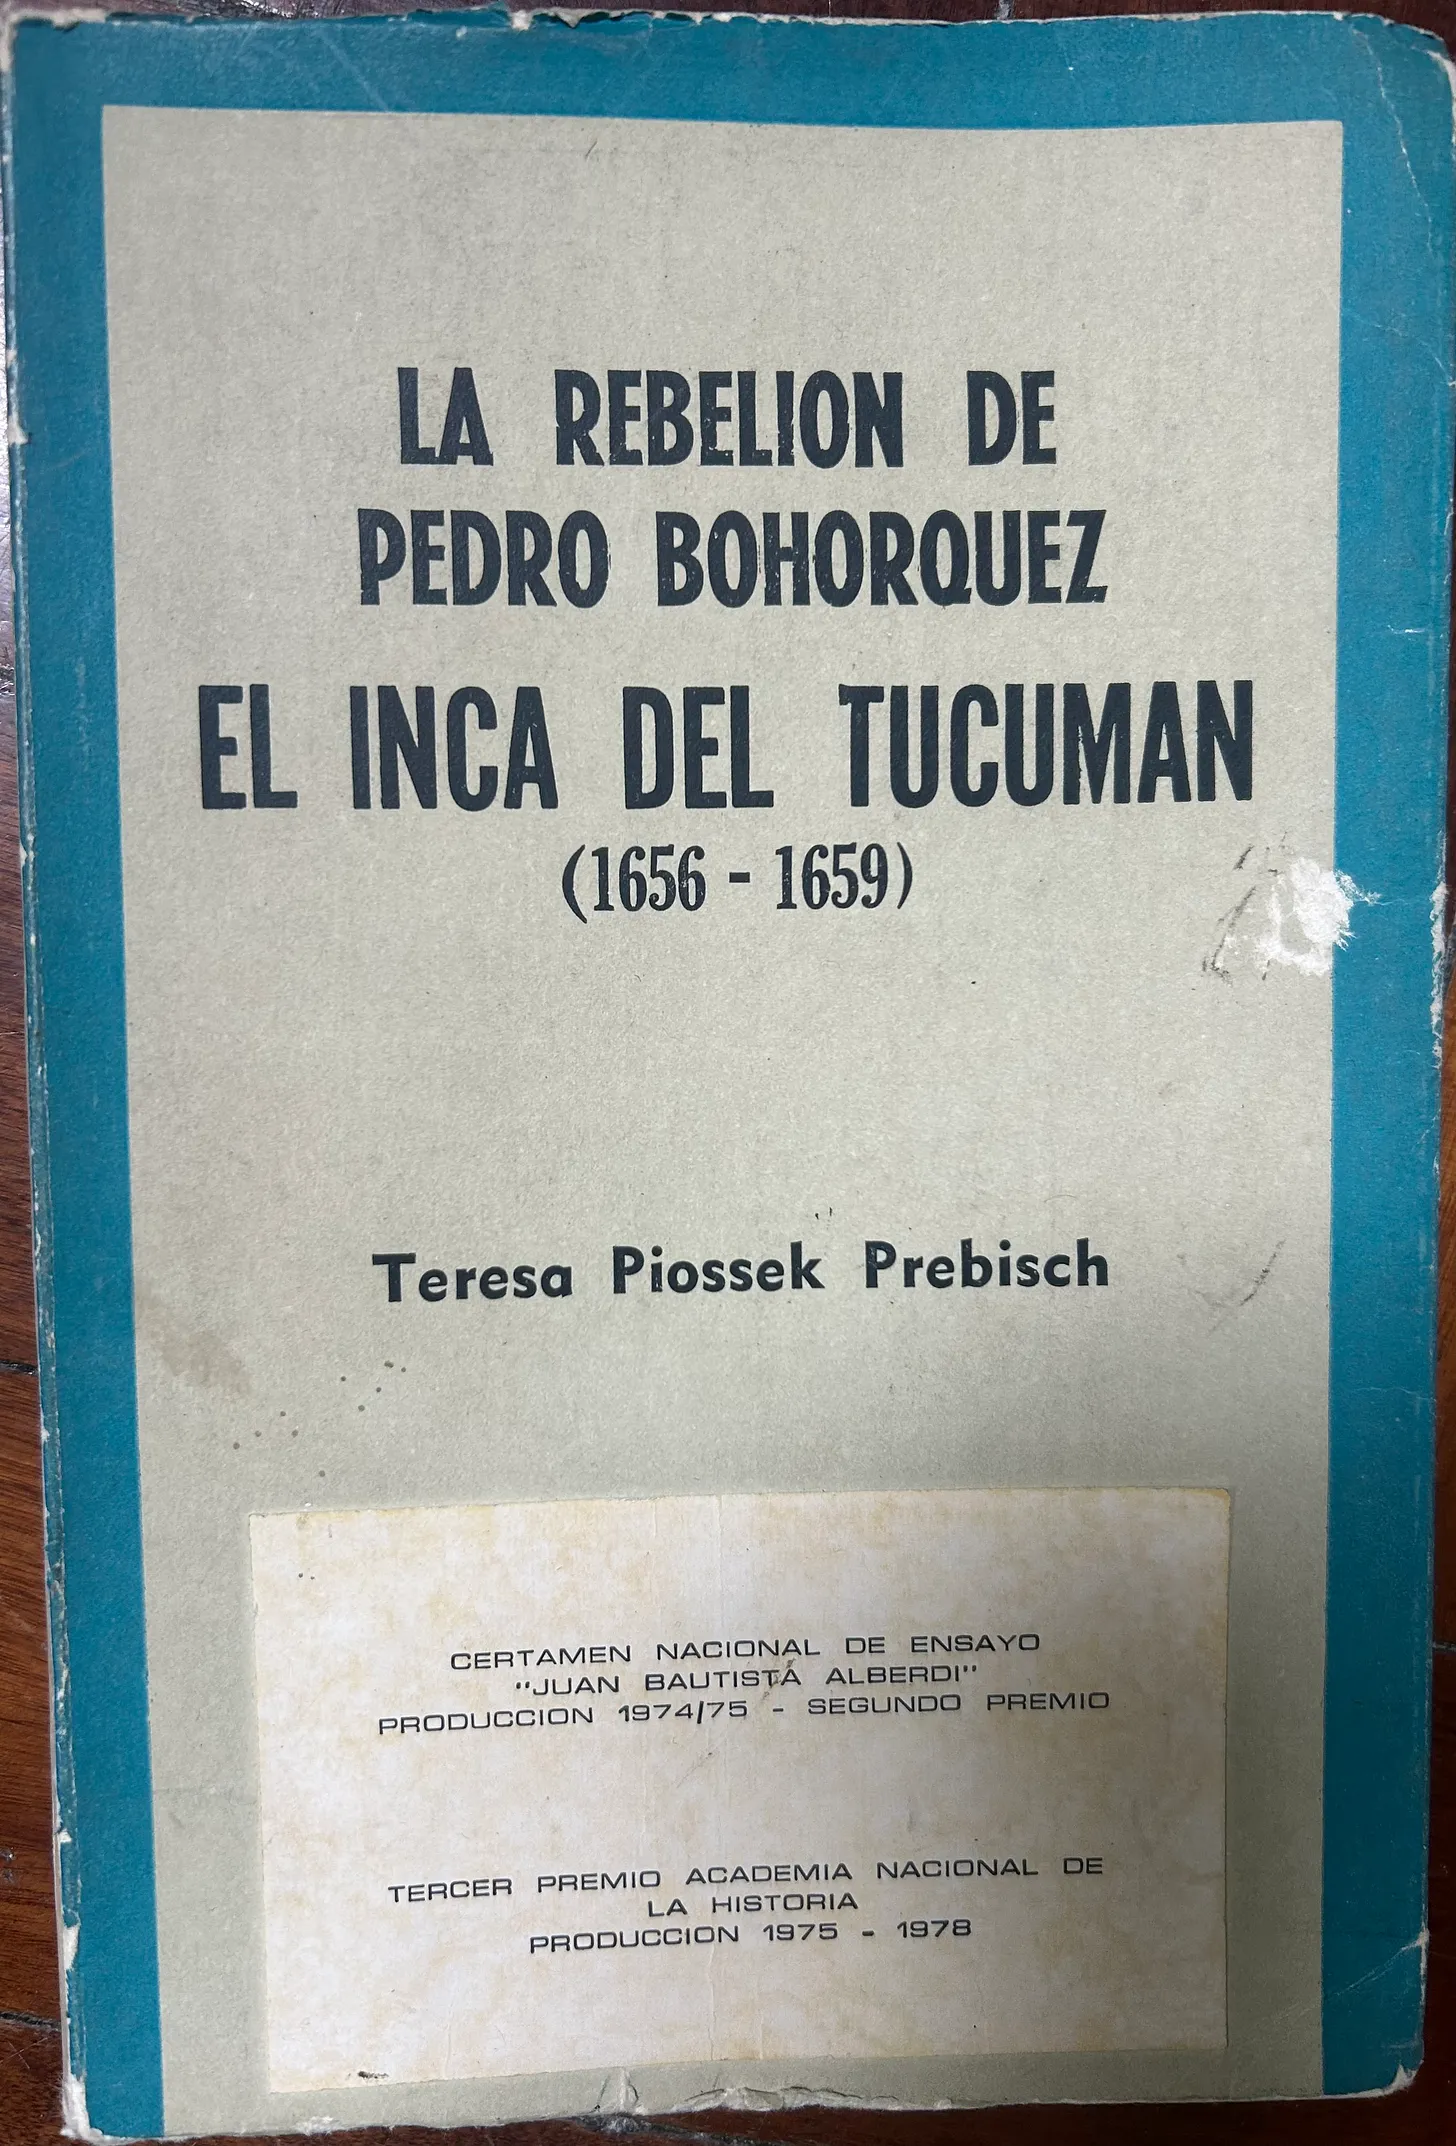 LA REBELION DE
PEDRO BOHORQUEZ
EL INCA DEL TUCUMAN
(1656 - 1659)
Teresa Piossek Prebisch
CERTAMEN NACIONAL DE ENSAYO
"JUAN BAUTISTA ALBERDI"
PRODUCCION 1974/75 - SEGUNDO PREMIO
TERCER PREMIO ACADEMIA NACIONAL DE
LA HISTORIA
PRODUCCION 1975 - 1978